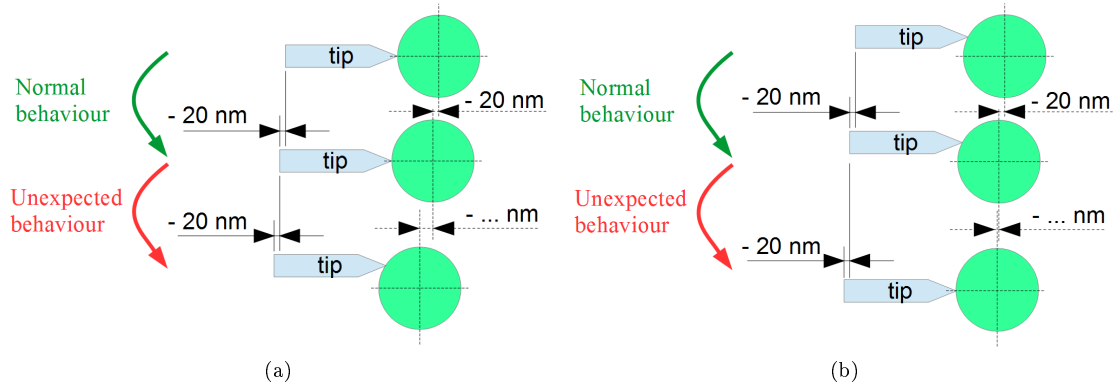 tip
Normal
behaviour
- 20 nm
- 20 nm
tip
Unexpected
behaviour
- 20 nm
- ... nm
tip
(a)
tip
Normal
behaviour
- 20 nm
- 20 nm
tip
Unexpected
behaviour
- 20 nm
- ... nm
tip
(b)